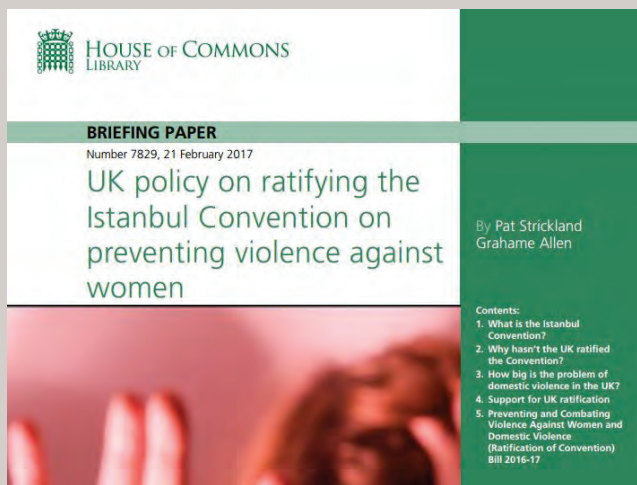 HOUSE OF COMMONS
LIBRARY
BRIEFING PAPER
Number 7829, 21 February 2017
UK policy on ratifying the
Istanbul Convention on
preventing violence against
women
By Pat Strickland
Grahame Allen
Contents:
1. What is the Istanbul
Convention?
2. Why hasn't the UK ratified
the Convention?
3. How big is the problem of
domestic violence in the UK?
4. Support for UK ratification
5. Preventing and Combating
Violence Against Women and
Domestic Violence
(Ratification of Convention)
Bill 2016-17